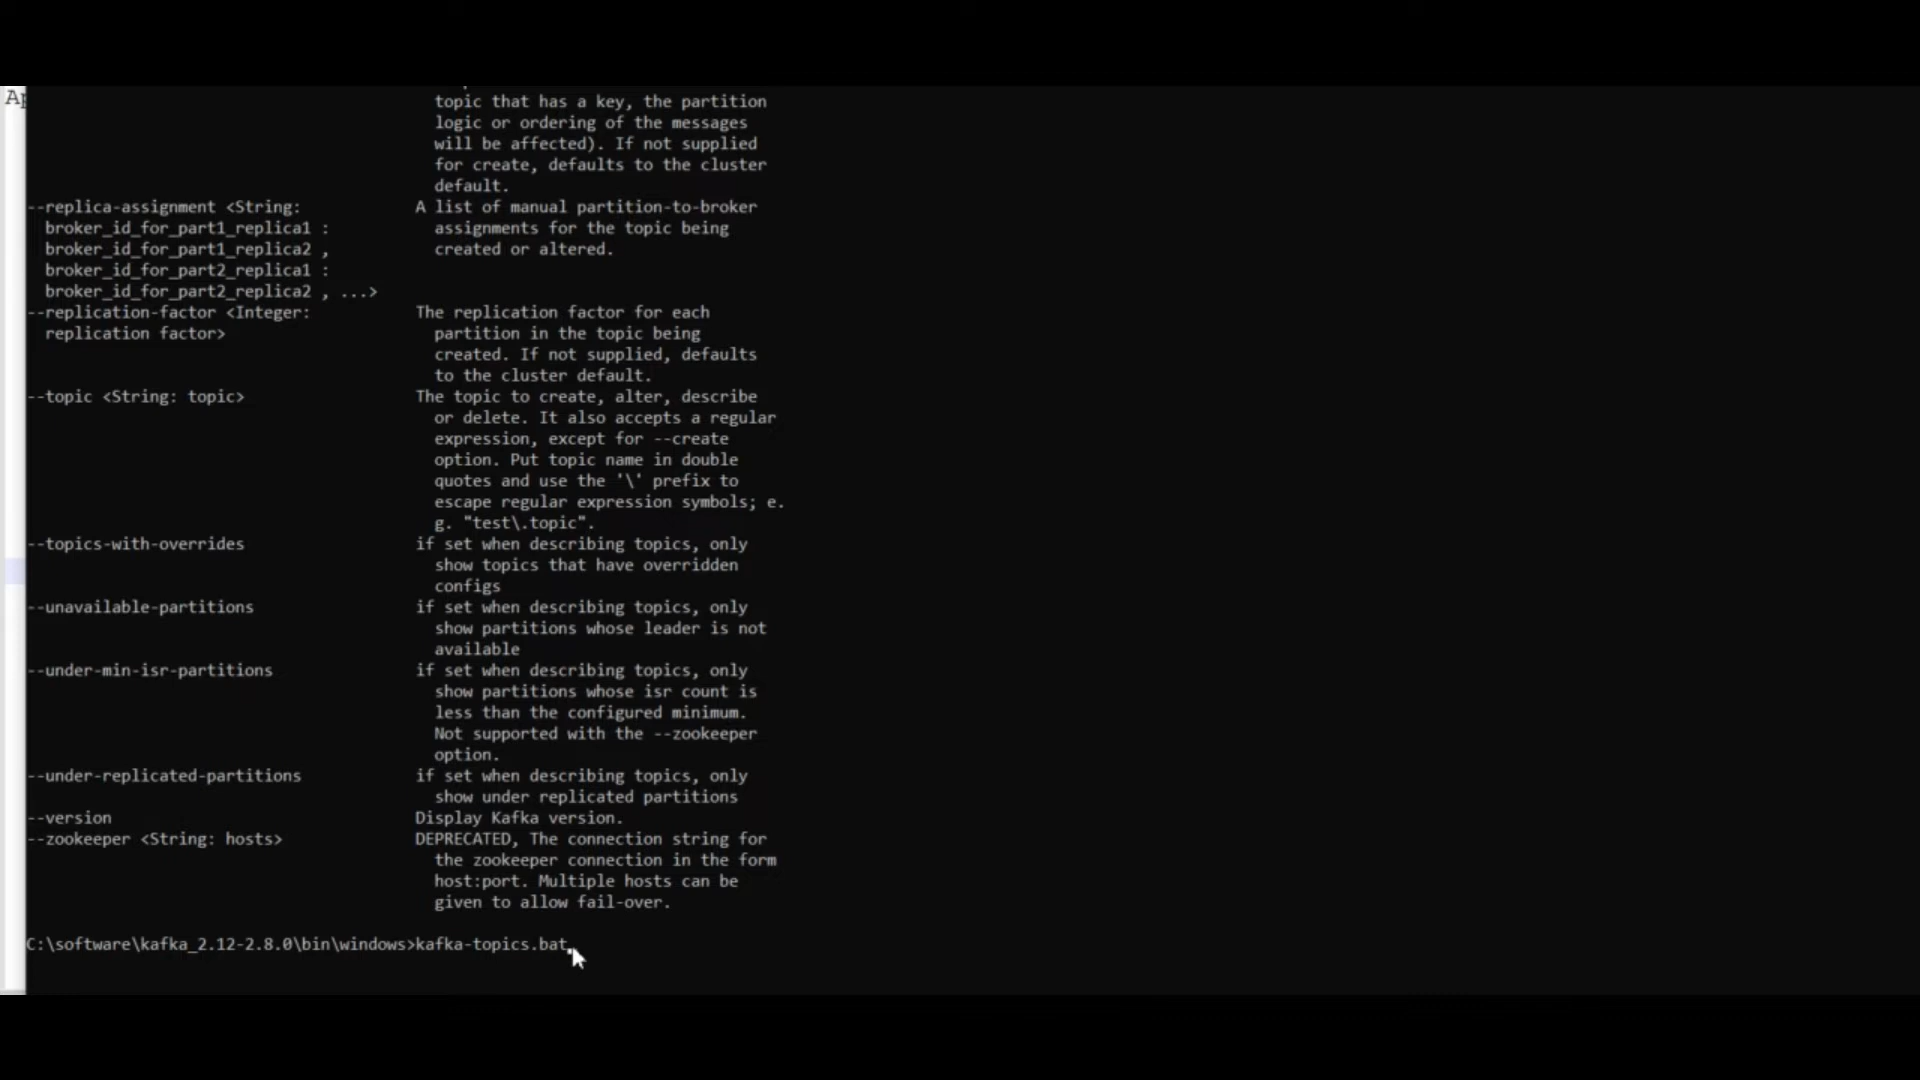 Ap
topic that has a key, the partition
logic or ordering of the messages
will be affected). If not supplied
for create, defaults to the cluster
default.
--replica-assignment <String: A list of manual partition-to-broker
broker_id_for_part1_replica1 : assignments for the topic being
broker_id_for_part1_replica2 , created or altered.
broker_id_for_part2_replica1 :
broker_id_for_part2_replica2 , ...>
--replication-factor <Integer: The replication factor for each
replication factor> partition in the topic being
created. If not supplied, defaults
to the cluster default.
--topic <String: topic> The topic to create, alter, describe
or delete. It also accepts a regular
expression, except for --create
option. Put topic name in double
quotes and use the '\' prefix to
escape regular expression symbols; e.
g. "test\.topic".
--topics-with-overrides if set when describing topics, only
show topics that have overridden
configs
--unavailable-partitions if set when describing topics, only
show partitions whose leader is not
available
--under-min-isr-partitions if set when describing topics, only
show partitions whose isr count is
less than the configured minimum.
Not supported with the --zookeeper
option.
--under-replicated-partitions if set when describing topics, only
show under replicated partitions
--version Display Kafka version.
--zookeeper <String: hosts> DEPRECATED, The connection string for
the zookeeper connection in the form
host:port. Multiple hosts can be
given to allow fail-over.
C:\software\kafka_2.12-2.8.0\bin\windows>kafka-topics.bat